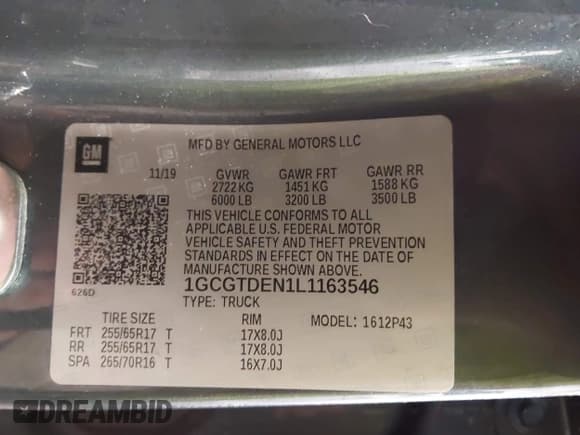 GM
MFD BY GENERAL MOTORS LLC
11/19 GVWR GAWR FRT GAWR RR
2722 KG 1451 KG 1588 KG
6000 LB 3200 LB 3500 LB
THIS VEHICLE CONFORMS TO ALL
APPLICABLE U.S. FEDERAL MOTOR
VEHICLE SAFETY AND THEFT PREVENTION
STANDARDS IN EFFECT ON THE DATE OF
MANUFACTURE SHOWN ABOVE.
626D
1GCGTDEN1L1163546
TYPE: TRUCK
TIRE SIZE RIM MODEL: 1612P43
FRT 255/65R17 T 17X8.0J
RR 255/65R17 T 17X8.0J
SPA 265/70R16 T 16X7.0J
DREAMBID